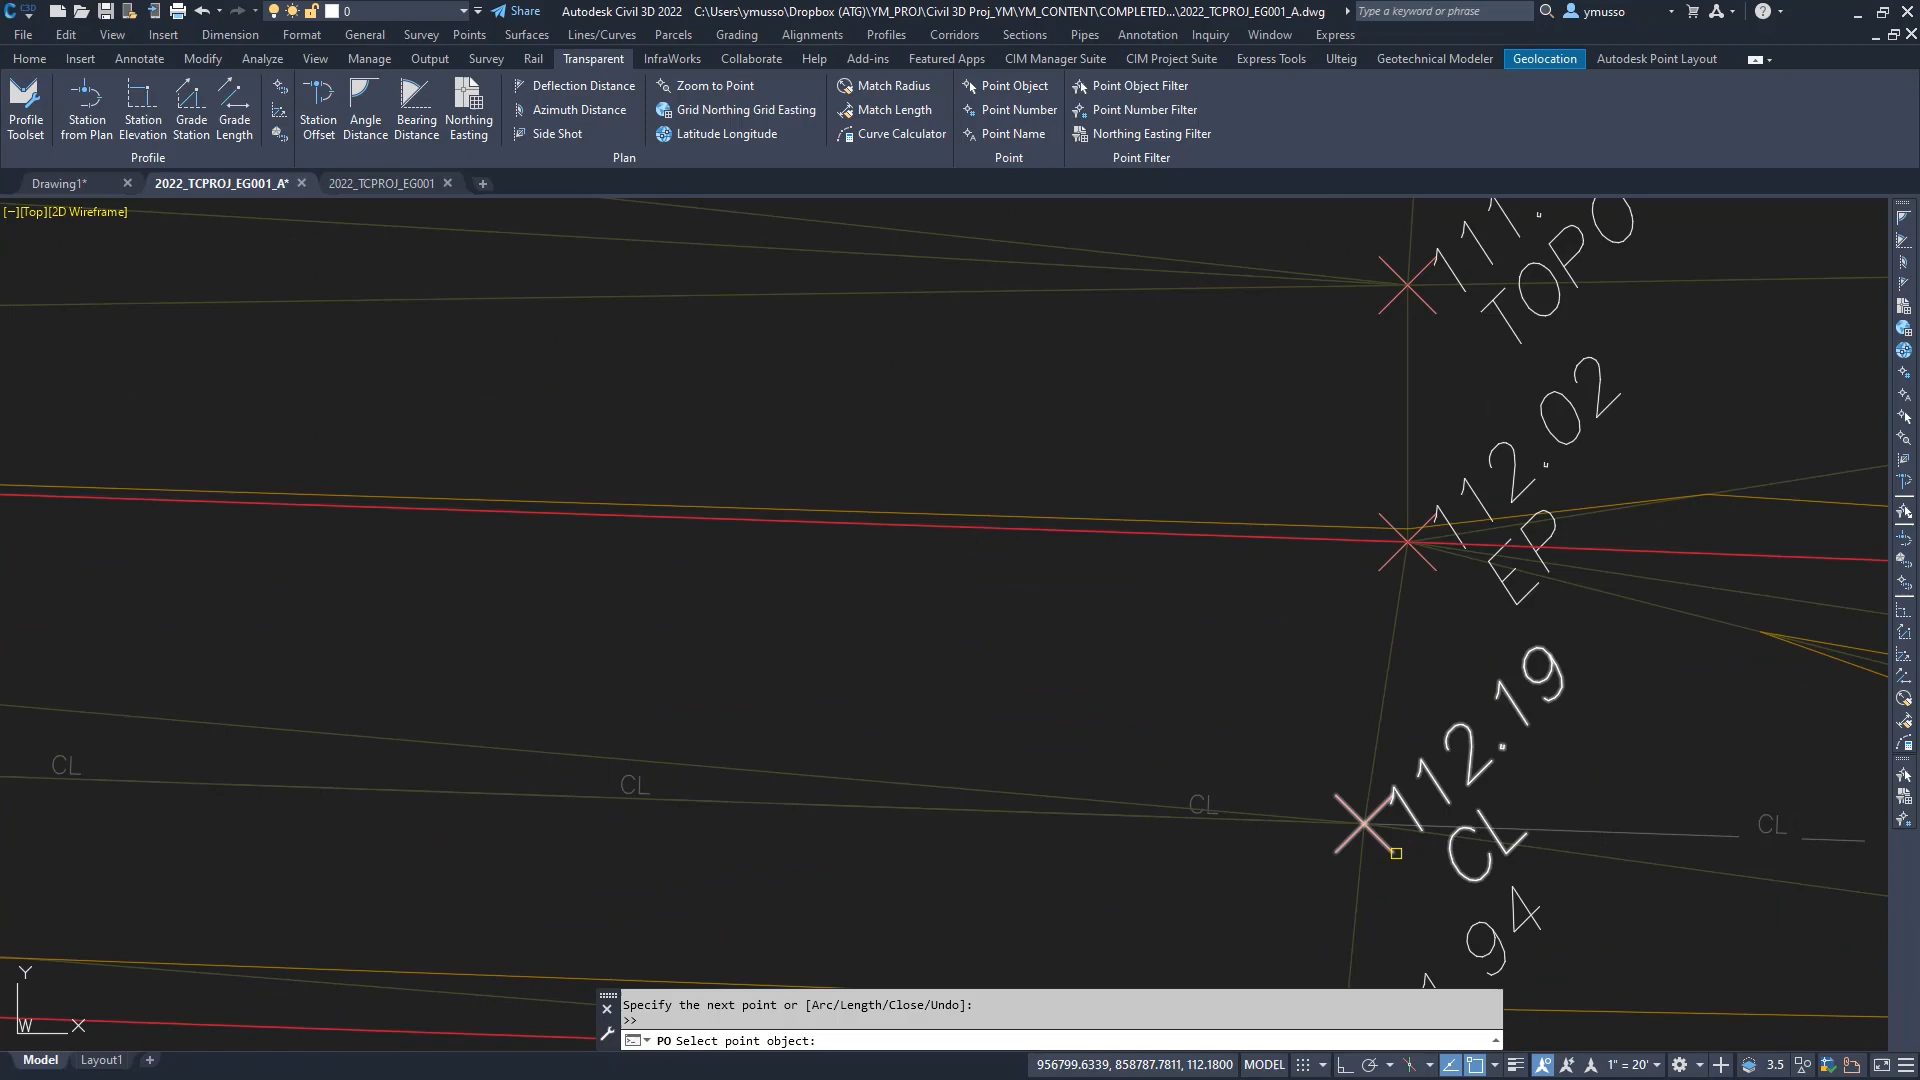 0
Share
Autodesk Civil 3D 2022 C:\Users\ymusso\Dropbox (ATG)\YM_PROJ\Civil 3D Proj_YM\YM_CONTENT\COMPLETED...\2022_TCPROJ_EG001_A.dwg
Type a keyword or phrase
ymusso
File Edit View Insert Dimension Format General Survey Points Surfaces Lines/Curves Parcels Grading Alignments Profiles Corridors Sections Pipes Annotation Inquiry Window Express
Home Insert Annotate Modify Analyze View Manage Output Survey Rail Transparent InfraWorks Collaborate Help Add-ins Featured Apps CIM Manager Suite CIM Project Suite Express Tools Ulteig Geotechnical Modeler Geolocation Autodesk Point Layout
Profile Toolset
Station from Plan
Station Elevation
Grade Station
Grade Length
Station Offset
Angle Distance
Bearing Distance
Northing Easting
Deflection Distance
Azimuth Distance
Side Shot
Zoom to Point
Grid Northing Grid Easting
Latitude Longitude
Match Radius
Match Length
Curve Calculator
Point Object
Point Number
Point Name
Point Object Filter
Point Number Filter
Northing Easting Filter
Profile Plan Point Point Filter
Drawing1* 2022_TCPROJ_EG001_A* 2022_TCPROJ_EG001
[−][Top][2D Wireframe]
111.
TOPO
112.02
EP
112.19
CL
94
CL CL CL CL
Y
W X
Specify the next point or [Arc/Length/Close/Undo]:
>>
PO Select point object:
Model Layout1
956799.6339, 858787.7811, 112.1800 MODEL 1" = 20' 3.5